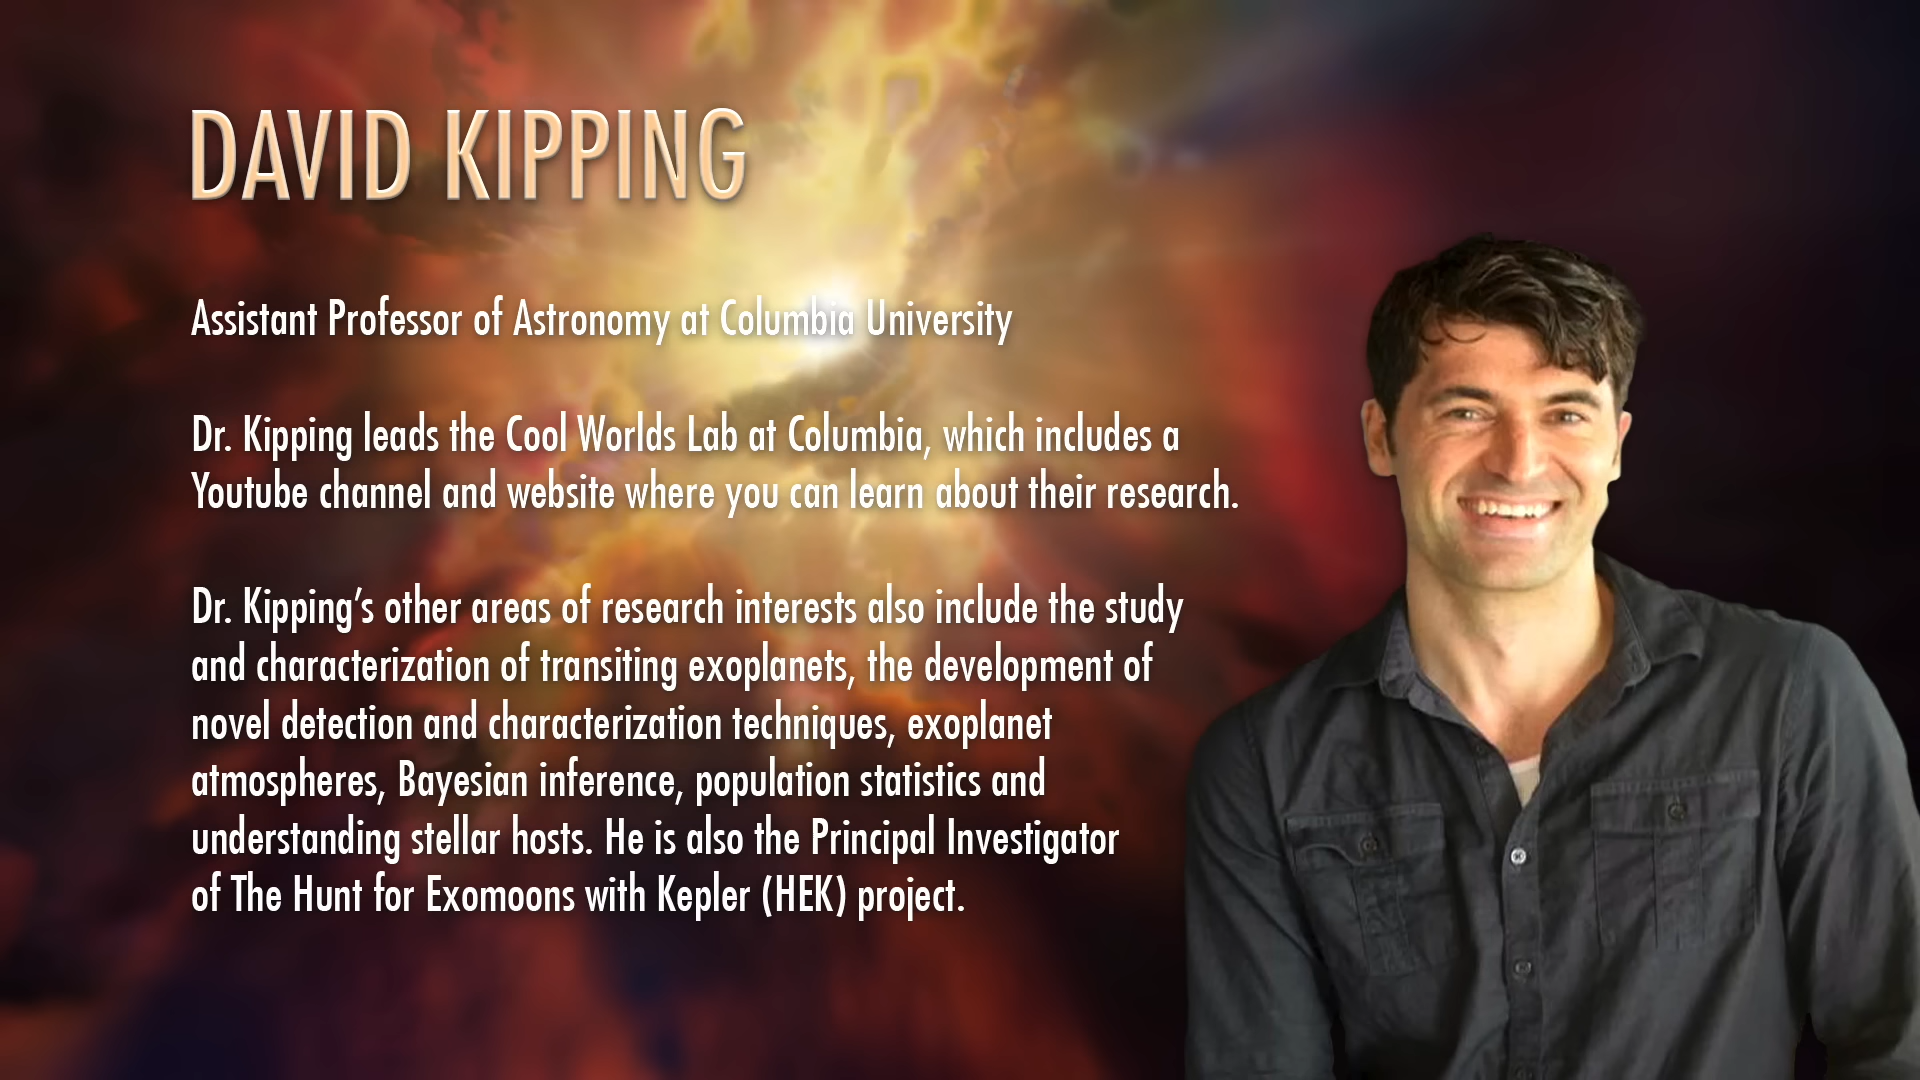 DAVID KIPPING
Assistant Professor of Astronomy at Columbia University
Dr. Kipping leads the Cool Worlds Lab at Columbia, which includes a
Youtube channel and website where you can learn about their research.
Dr. Kipping’s other areas of research interests also include the study
and characterization of transiting exoplanets, the development of
novel detection and characterization techniques, exoplanet
atmospheres, Bayesian inference, population statistics and
understanding stellar hosts. He is also the Principal Investigator
of The Hunt for Exomoons with Kepler (HEK) project.